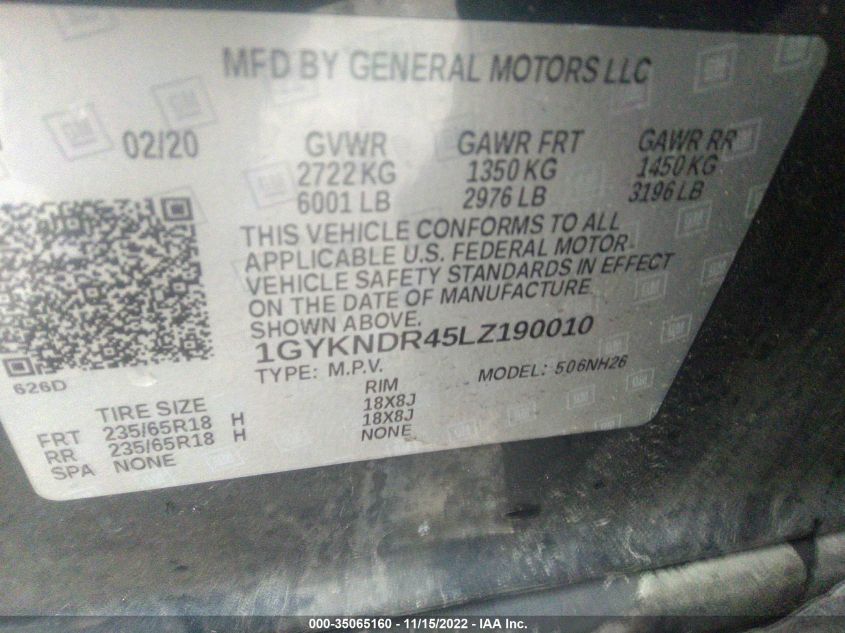 MFD BY GENERAL MOTORS LLC
02/20 GVWR GAWR FRT GAWR RR
2722 KG 1350 KG 1450 KG
6001 LB 2976 LB 3196 LB
THIS VEHICLE CONFORMS TO ALL
APPLICABLE U.S. FEDERAL MOTOR
VEHICLE SAFETY STANDARDS IN EFFECT
ON THE DATE OF MANUFACTURE
SHOWN ABOVE.
1GYKNDR45LZ190010
TYPE: M.P.V. MODEL: 506NH26
626D
TIRE SIZE RIM
FRT 235/65R18 H 18X8J
RR 235/65R18 H 18X8J
SPA NONE NONE
000-35065160 - 11/15/2022 - IAA Inc.